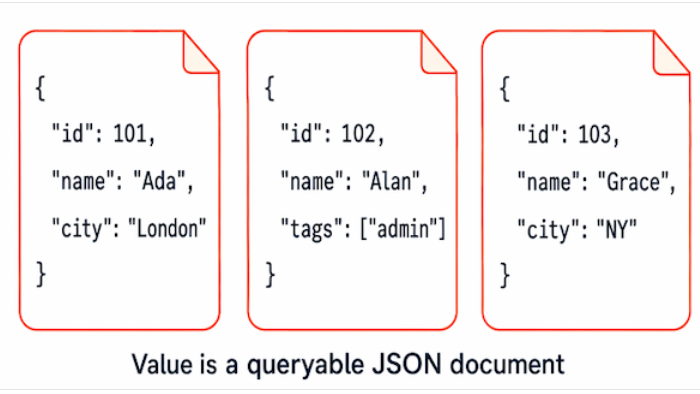 {
"id": 101,
"name": "Ada",
"city": "London"
}
{
"id": 102,
"name": "Alan",
"tags": ["admin"]
}
{
"id": 103,
"name": "Grace",
"city": "NY"
}
Value is a queryable JSON document